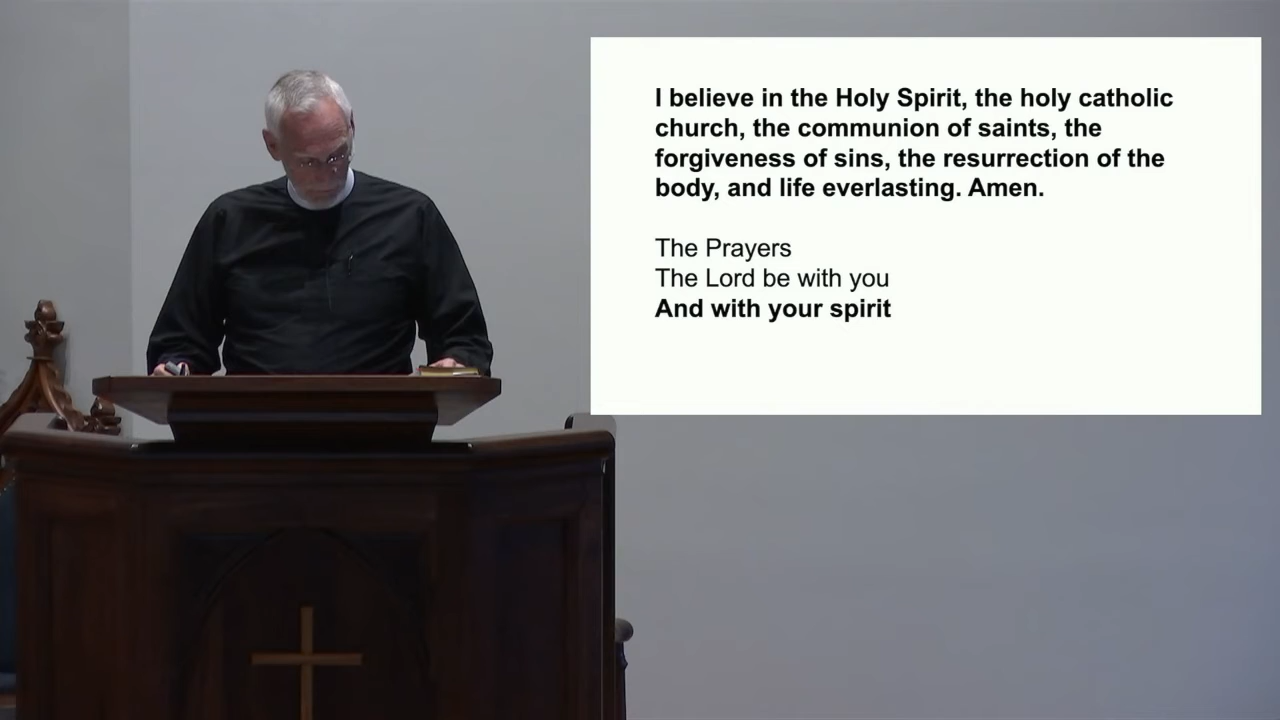 I believe in the Holy Spirit, the holy catholic
church, the communion of saints, the
forgiveness of sins, the resurrection of the
body, and life everlasting. Amen.
The Prayers
The Lord be with you
And with your spirit